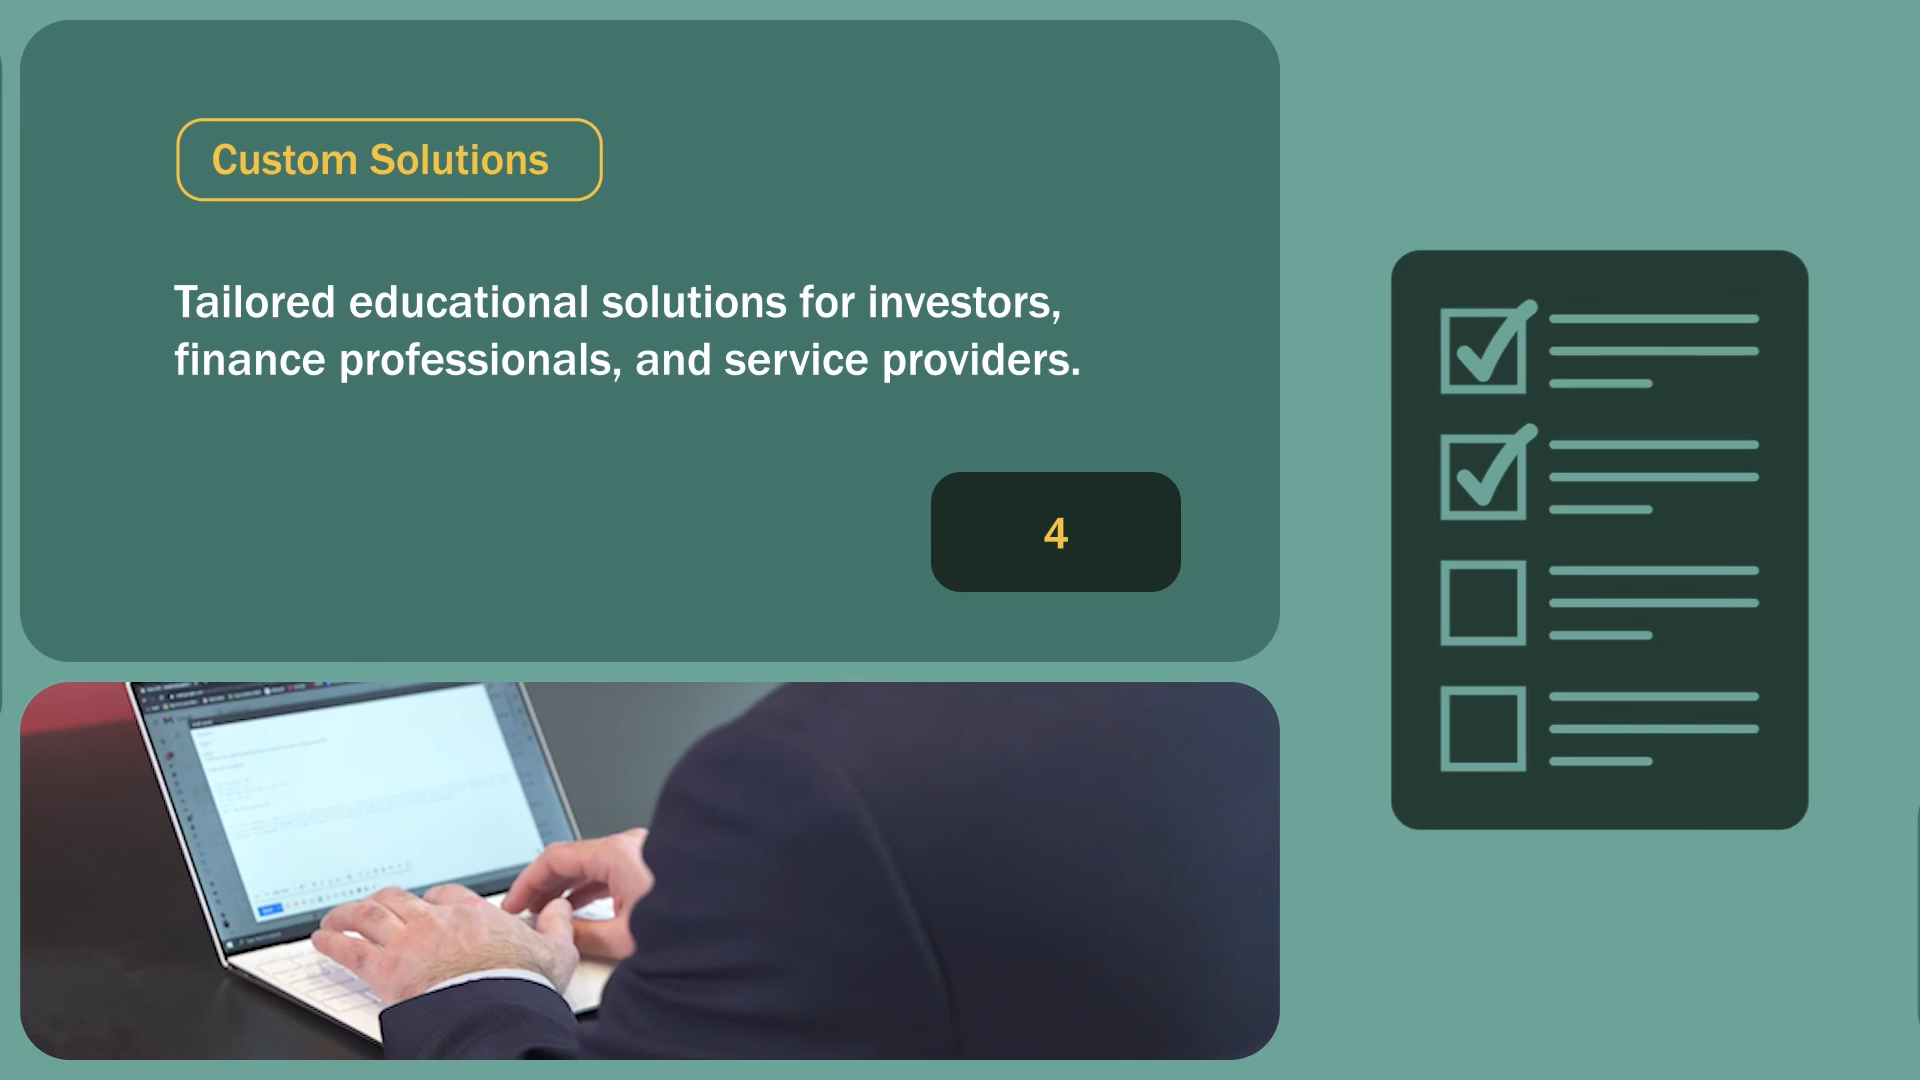 Custom Solutions
Tailored educational solutions for investors,
finance professionals, and service providers.
4